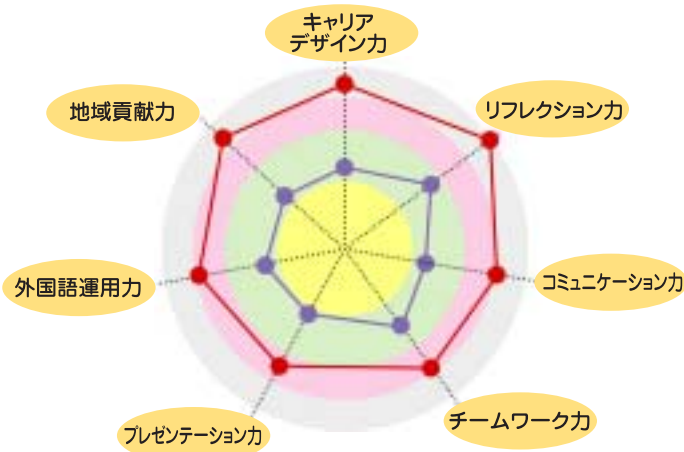 キャリア
デザイン力
リフレクション力
地域貢献力
コミュニケーション力
外国語運用力
チームワーク力
プレゼンテーション力